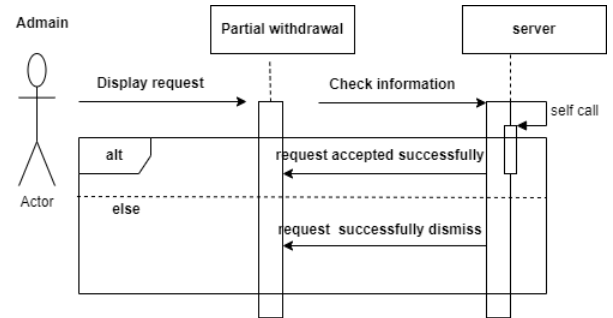 Admain
Partial withdrawal
server
Display request
Check information
self call
alt
request accepted successfully
Actor
else
request successfully dismiss